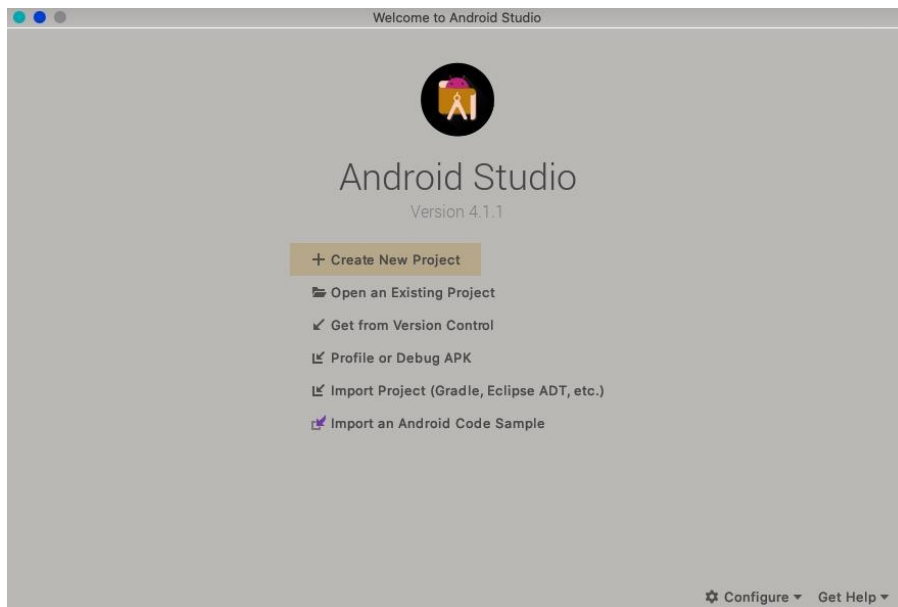 Welcome to Android Studio
Android Studio
Version 4.1.1
Create New Project
Open an Existing Project
Get from Version Control
Profile or Debug APK
Import Project (Gradle, Eclipse ADT, etc.)
Import an Android Code Sample
Configure Get Help